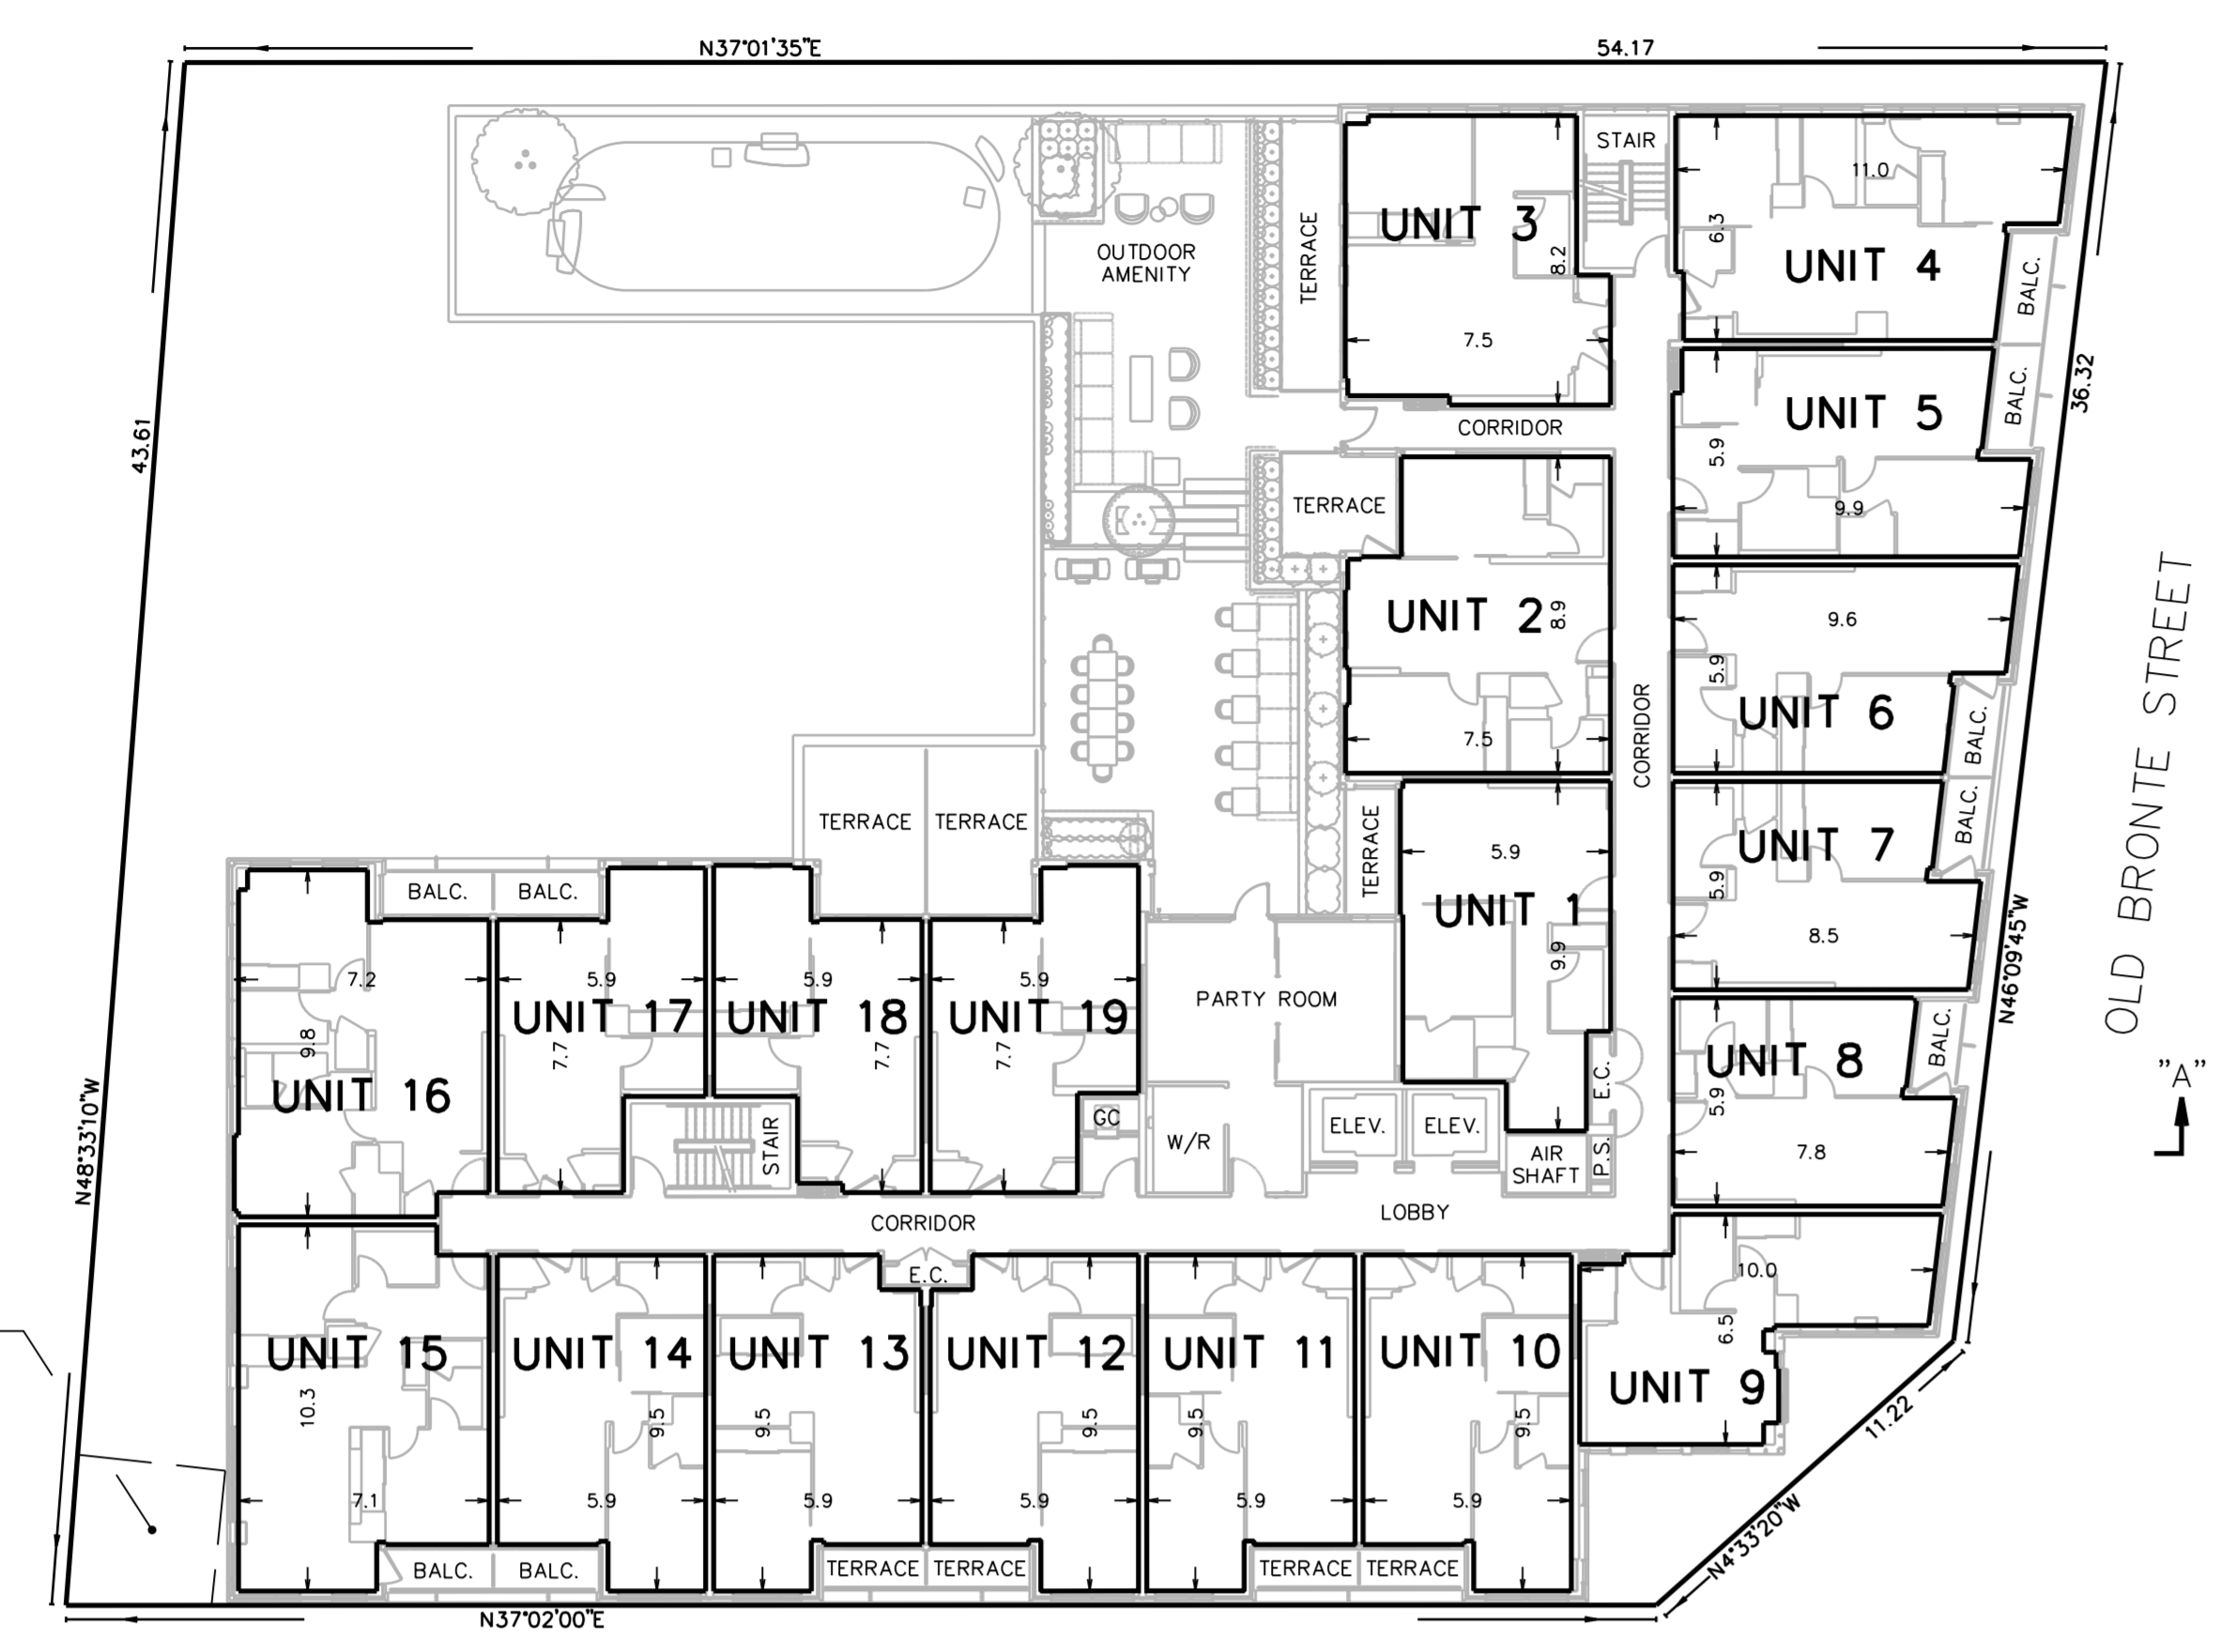 N37°01'35"E
54.17
STAIR
11.0
UNIT 3
TERRACE
OUTDOOR
AMENITY
6.3
8.2
UNIT 4
BALC.
7.5
36.32
BALC.
UNIT 5
43.61
CORRIDOR
5.9
TERRACE
9.9
UNIT 2
8.9
9.6
5.9
OLD BRONTE STREET
UNIT 6
BALC.
7.5
CORRIDOR
TERRACE
TERRACE
TERRACE
BALC.
UNIT 7
5.9
5.9
BALC.
BALC.
UNIT 1
8.5
9.9
N46°09'45"W
7.2
5.9
5.9
5.9
PARTY ROOM
UNIT 17
UNIT 18
UNIT 19
9.8
7.7
7.7
7.7
BALC.
UNIT 8
5.9
"A"
E.C.
UNIT 16
N48°33'10"W
GC
STAIR
W/R
ELEV.
ELEV.
AIR
SHAFT
P.S.
7.8
CORRIDOR
LOBBY
E.C.
10.0
6.5
UNIT 15
UNIT 14
UNIT 13
UNIT 12
UNIT 11
UNIT 10
UNIT 9
10.3
9.5
9.5
9.5
9.5
9.5
11.22
7.1
5.9
5.9
5.9
5.9
5.9
N4°33'20"W
BALC.
BALC.
TERRACE
TERRACE
TERRACE
TERRACE
N37°02'00"E